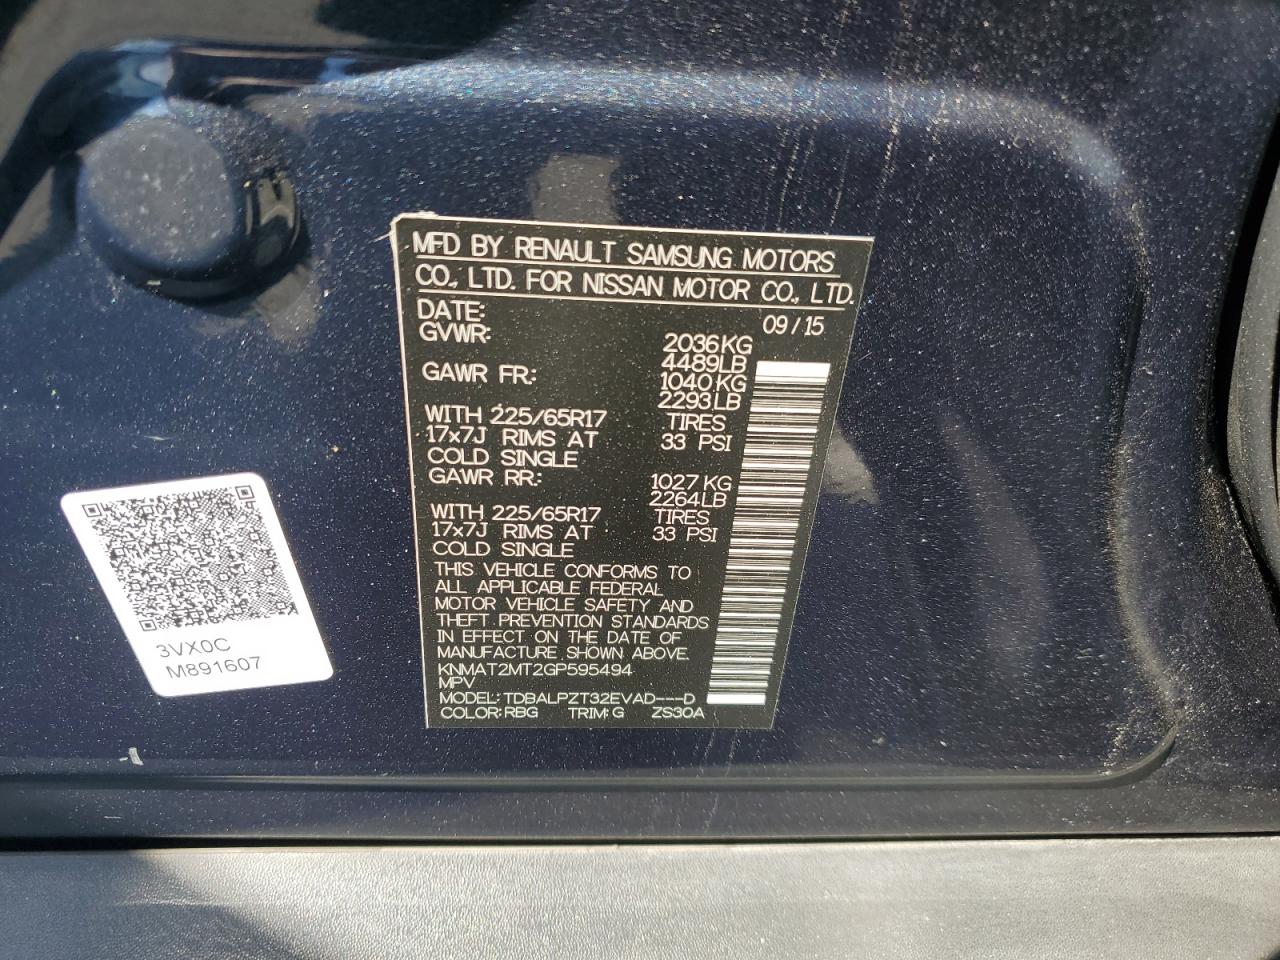 MFD BY RENAULT SAMSUNG MOTORS
CO., LTD. FOR NISSAN MOTOR CO., LTD.
DATE: 09/15
GVWR: 2036KG
4489LB
GAWR FR: 1040KG
2293LB
WITH 225/65R17 TIRES
17x7J RIMS AT 33 PSI
COLD SINGLE
GAWR RR: 1027KG
2264LB
WITH 225/65R17 TIRES
17x7J RIMS AT 33 PSI
COLD SINGLE
THIS VEHICLE CONFORMS TO
ALL APPLICABLE FEDERAL
MOTOR VEHICLE SAFETY AND
THEFT PREVENTION STANDARDS
IN EFFECT ON THE DATE OF
MANUFACTURE SHOWN ABOVE.
KNMAT2MT2GP595494
MPV
MODEL: TDBALPZT32EVAD---D
COLOR: RBG TRIM: G ZS30A
3VX0C
M891607